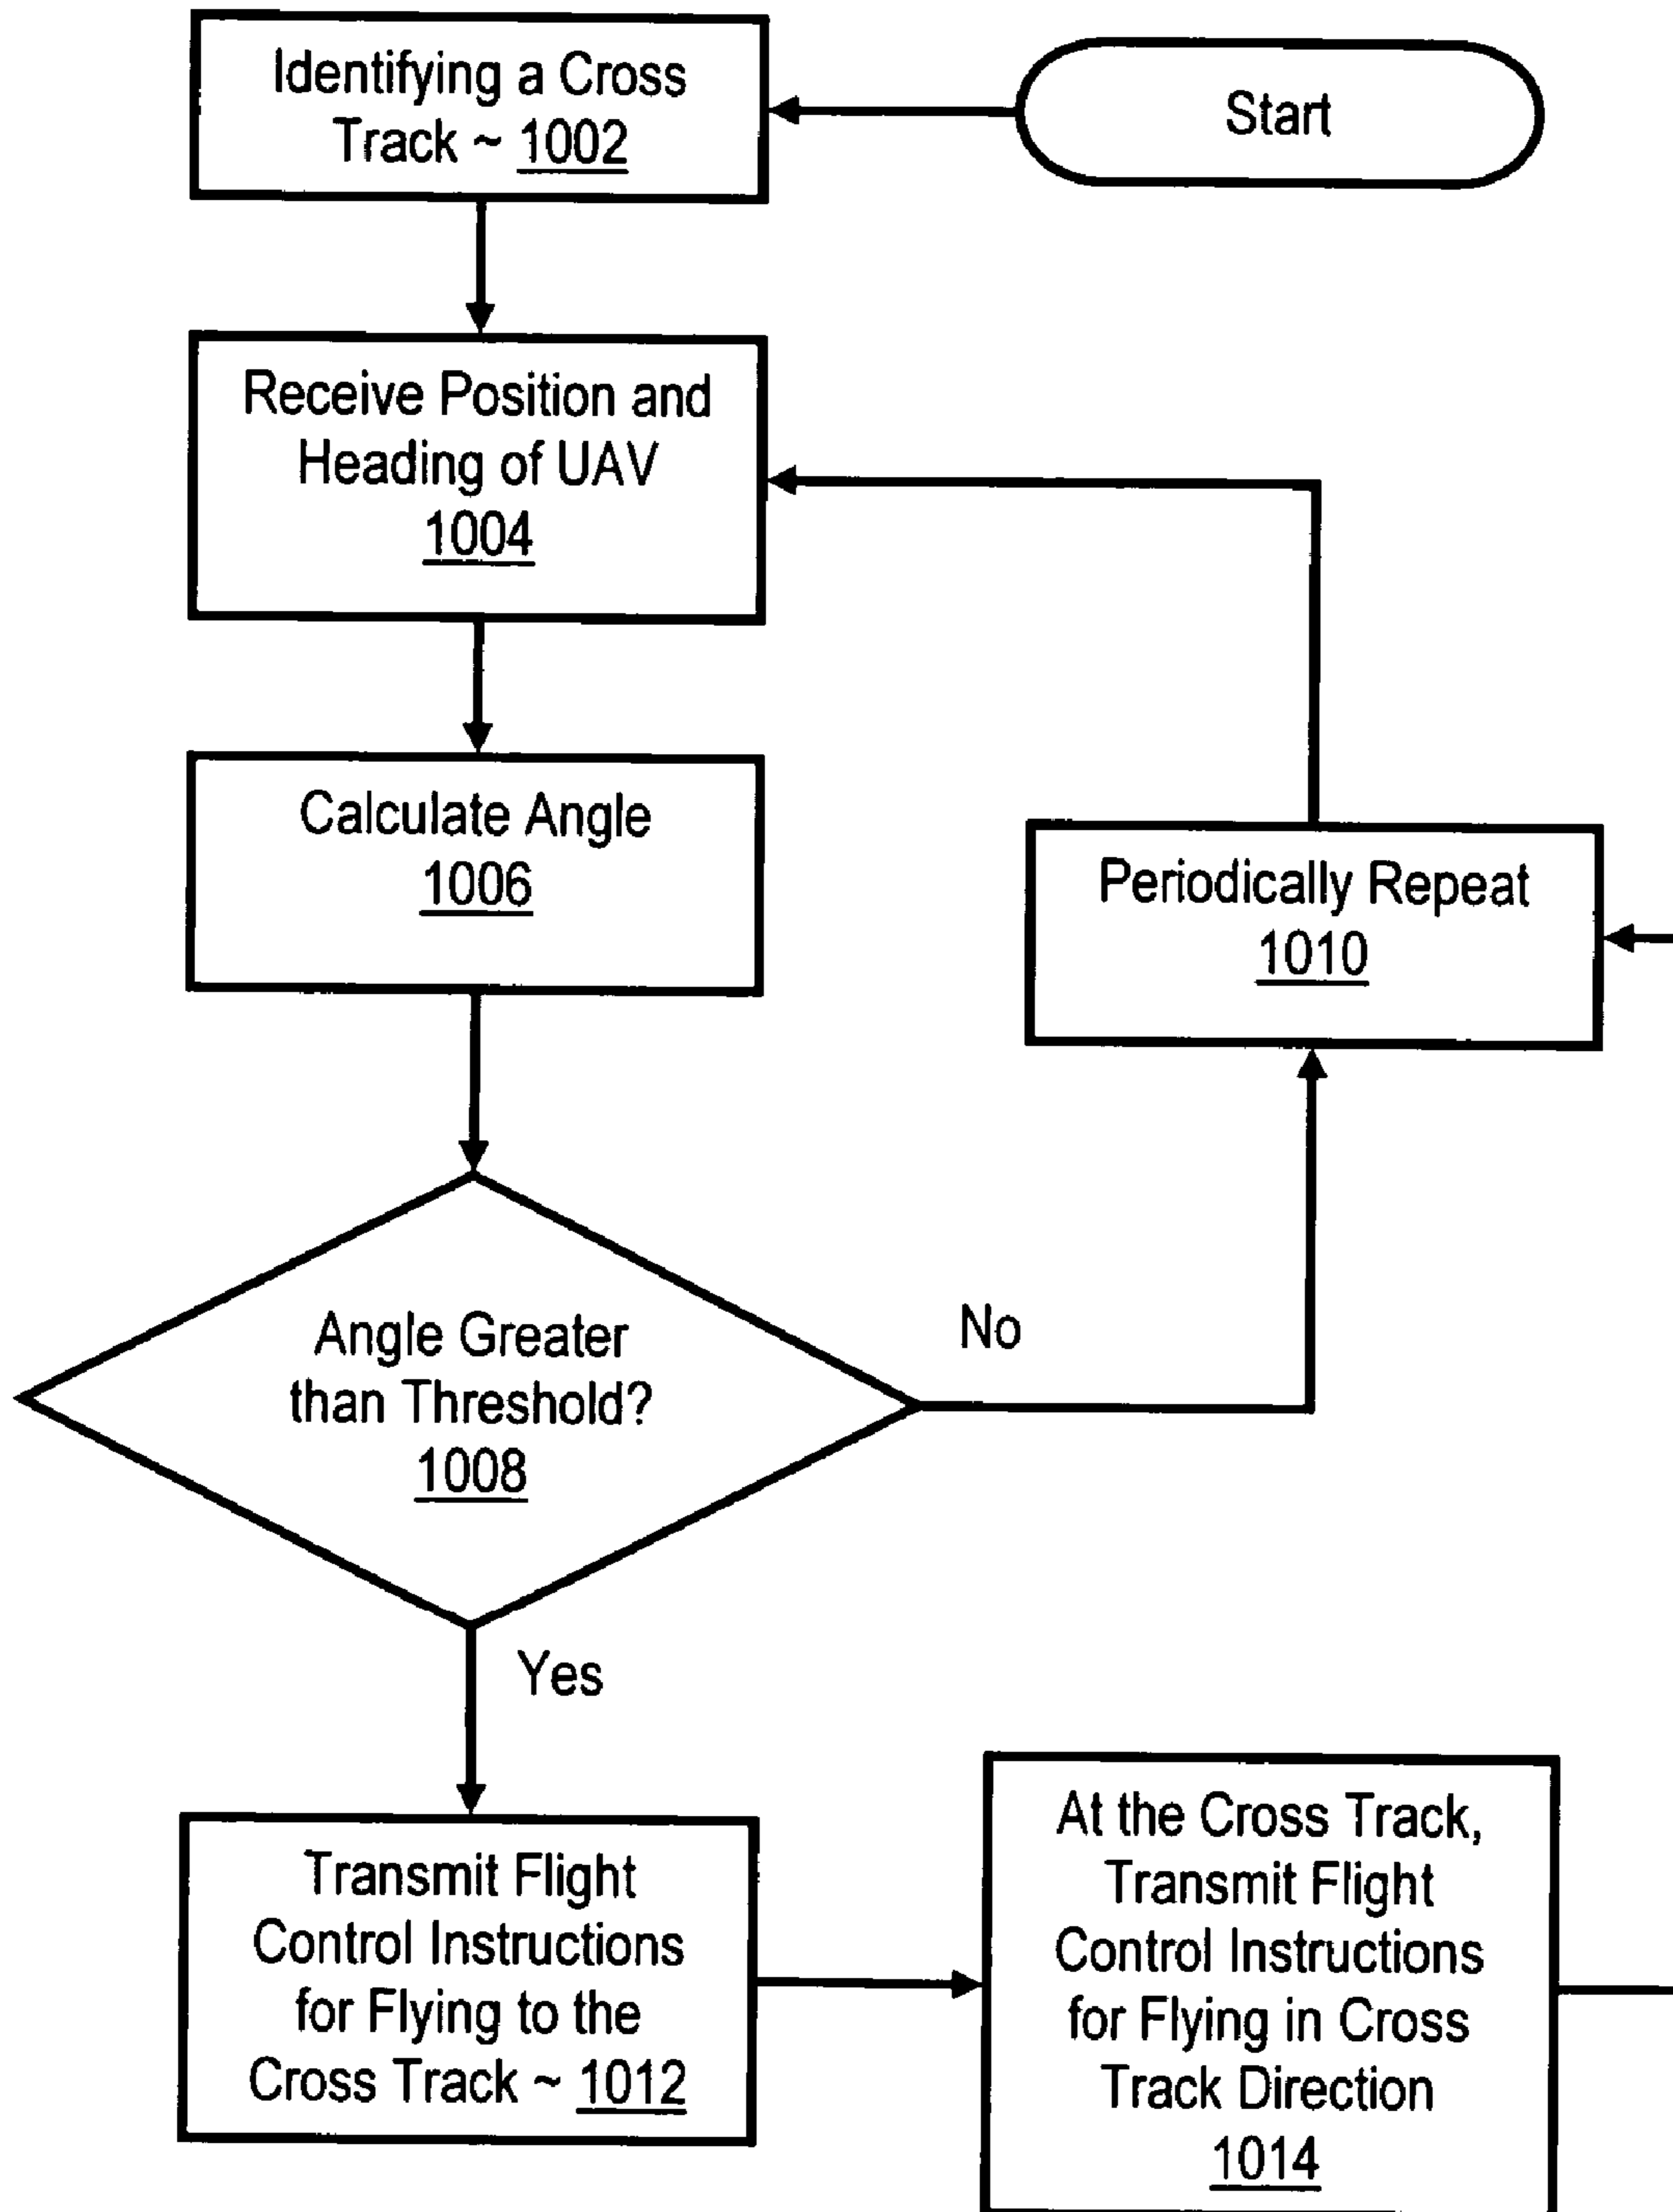 Identifying a Cross
Track ~ 1002
Start
Receive Position and
Heading of UAV
1004
Calculate Angle
1006
Periodically Repeat
1010
Angle Greater
than Threshold?
1008
No
Yes
Transmit Flight
Control Instructions
for Flying to the
Cross Track ~ 1012
At the Cross Track,
Transmit Flight
Control Instructions
for Flying in Cross
Track Direction
1014